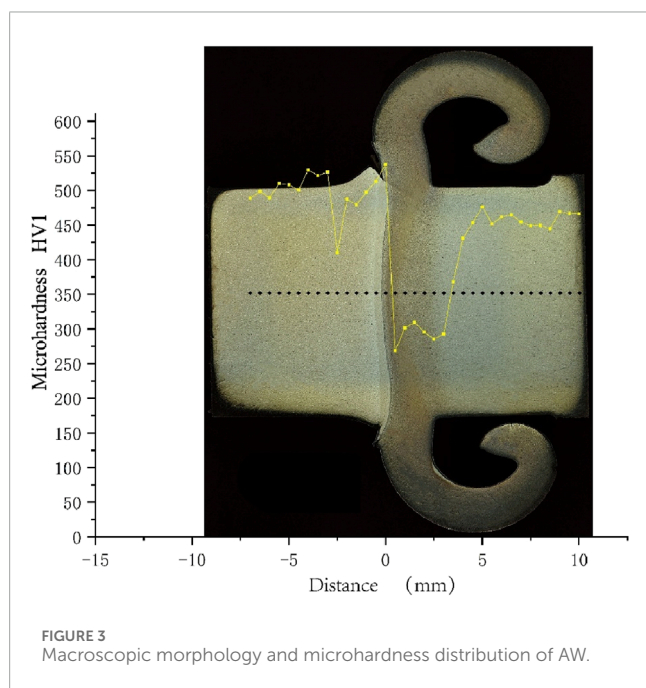 600
550
500
450
400
350
300
250
200
150
100
50
0
Microhardness HV1
-15 -10 -5 0 5 10
Distance (mm)
FIGURE 3
Macroscopic morphology and microhardness distribution of AW.